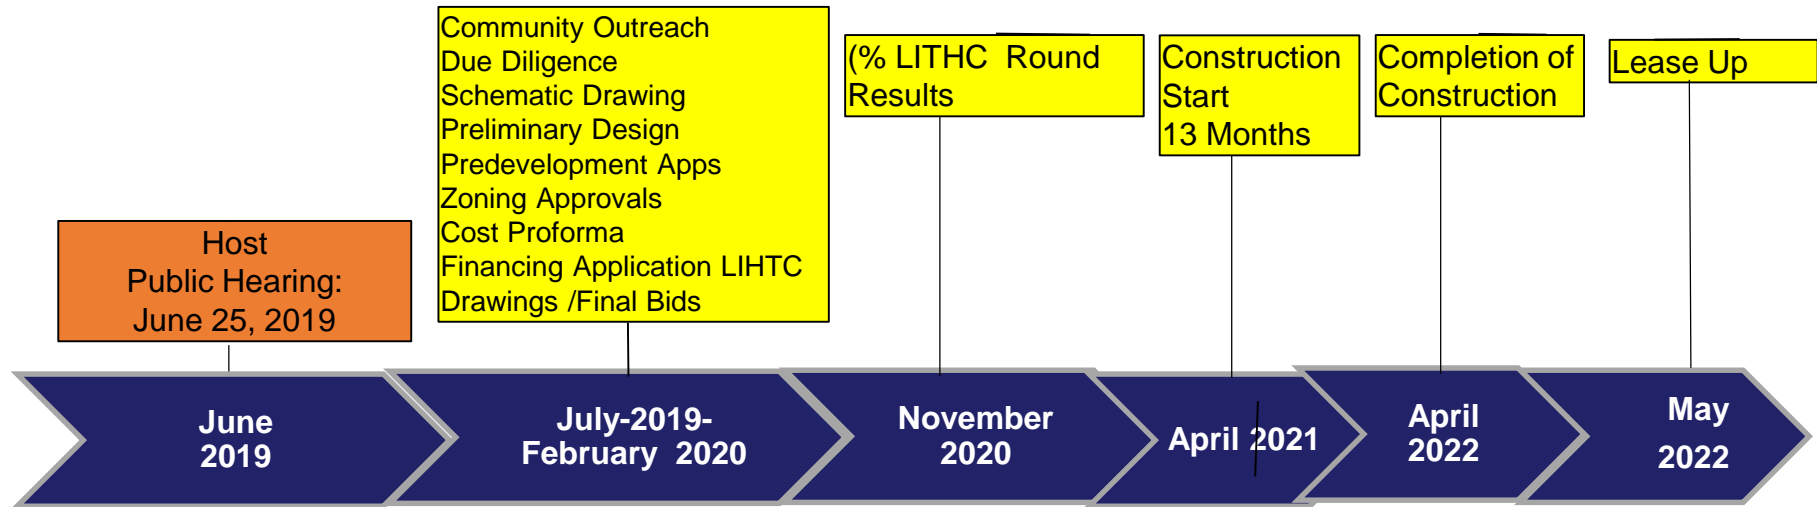 Community Outreach
Due Diligence
Schematic Drawing
Preliminary Design
Predevelopment Apps
Zoning Approvals
Cost Proforma
Financing Application LIHTC
Drawings /Final Bids
(% LITHC Round
Results
Construction
Start
13 Months
Completion of
Construction
Lease Up
Host
Public Hearing:
June 25, 2019
June
2019
July-2019-
February 2020
November
2020
April 2021
April
2022
May
2022